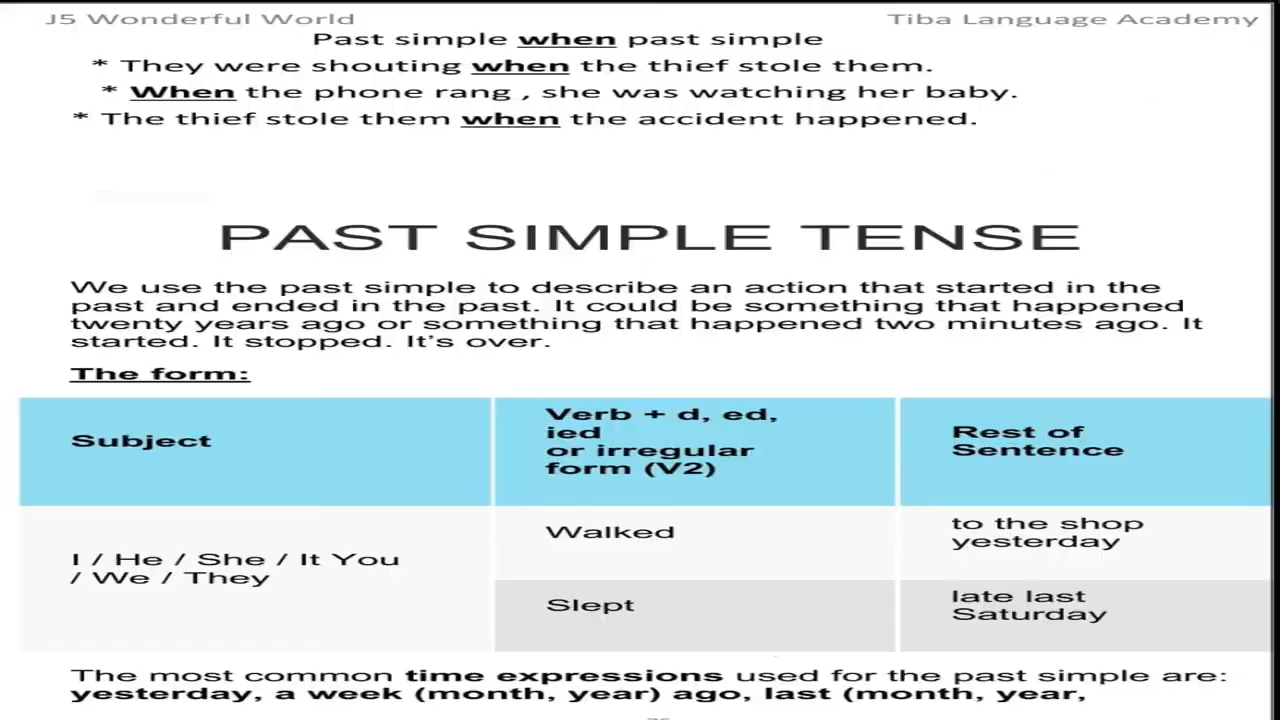 J5 Wonderful World Tiba Language Academy
Past simple when past simple
* They were shouting when the thief stole them.
* When the phone rang , she was watching her baby.
* The thief stole them when the accident happened.
PAST SIMPLE TENSE
We use the past simple to describe an action that started in the
past and ended in the past. It could be something that happened
twenty years ago or something that happened two minutes ago. It
started. It stopped. It’s over.
The form:
Subject
Verb + d, ed,
ied
or irregular
form (V2)
Rest of
Sentence
I / He / She / It You
/ We / They
Walked
to the shop
yesterday
Slept
late last
Saturday
The most common time expressions used for the past simple are:
yesterday, a week (month, year) ago, last (month, year,